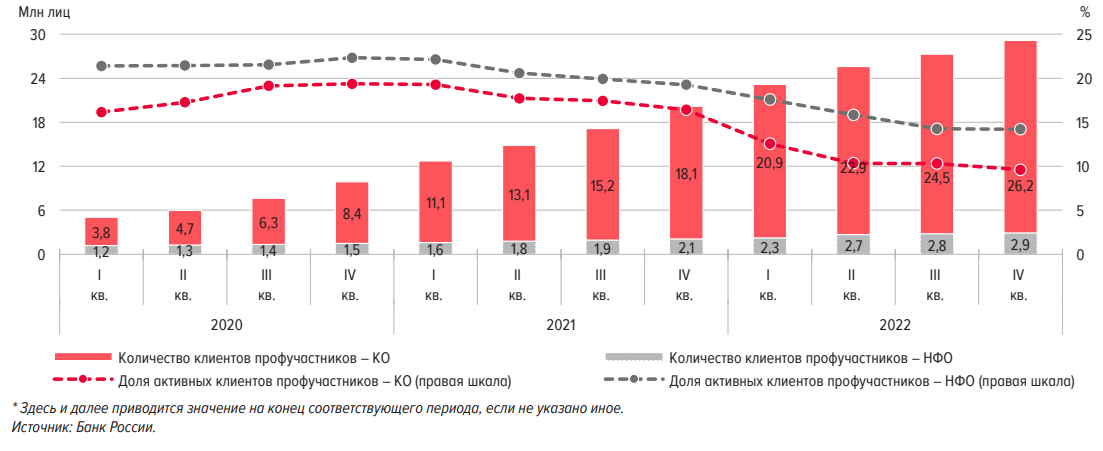 Млн лиц %
30 25
24 20
18 15
12 10
6 5
0 0
3,8 4,7 6,3 8,4 11,1 13,1 15,2 18,1 20,9 22,9 24,5 26,2
1,2 1,3 1,4 1,5 1,6 1,8 1,9 2,1 2,3 2,7 2,8 2,9
I II III IV I II III IV I II III IV
кв. кв. кв. кв. кв. кв. кв. кв. кв. кв. кв. кв.
2020 2021 2022
Количество клиентов профучастников – КО Количество клиентов профучастников – НФО
Доля активных клиентов профучастников – КО (правая шкала) Доля активных клиентов профучастников – НФО (правая шкала)
* Здесь и далее приводится значение на конец соответствующего периода, если не указано иное.
Источник: Банк России.